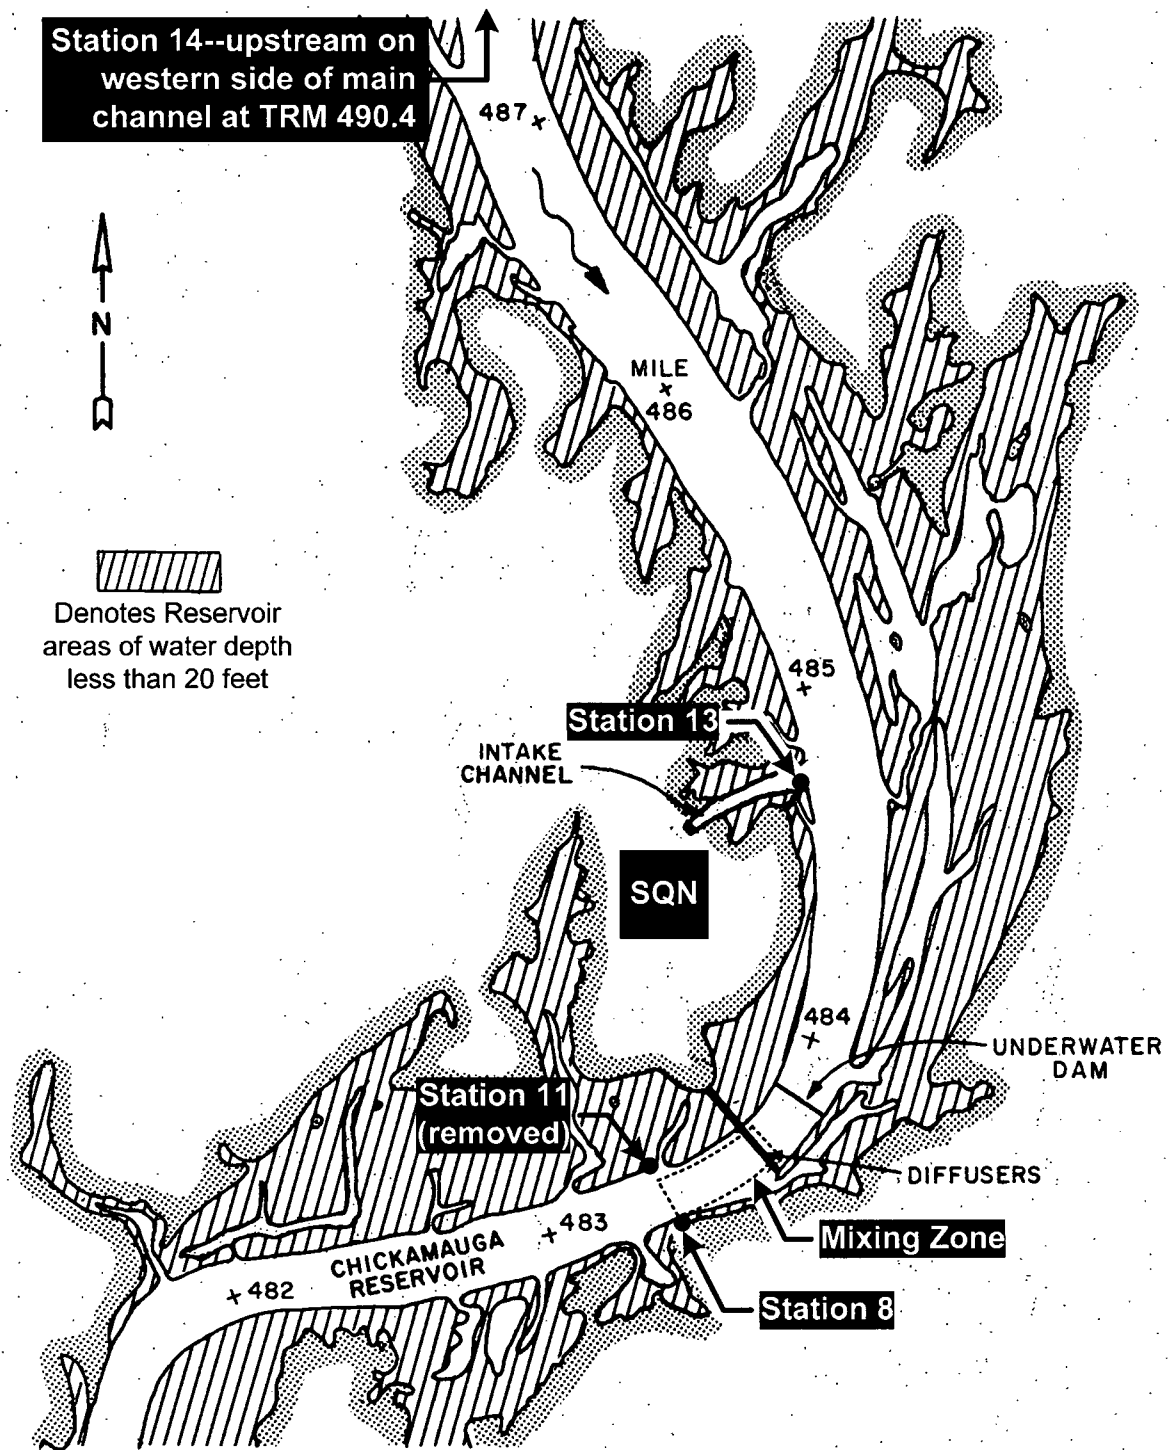 Station 14--upstream on
western side of main
channel at TRM 490.4
487
N
MILE
486
Denotes Reservoir
areas of water depth
less than 20 feet
485
Station 13
INTAKE
CHANNEL
SQN
484
UNDERWATER
DAM
Station 11
(removed)
DIFFUSERS
483
Mixing Zone
CHICKAMAUGA
RESERVOIR
482
Station 8